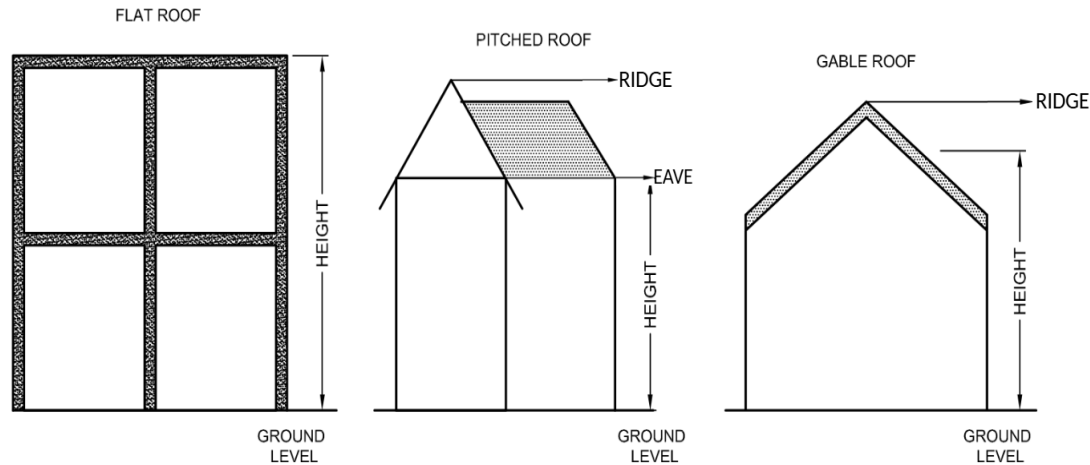 FLAT ROOF
HEIGHT
GROUND
LEVEL
PITCHED ROOF
RIDGE
EAVE
HEIGHT
GROUND
LEVEL
GABLE ROOF
RIDGE
HEIGHT
GROUND
LEVEL